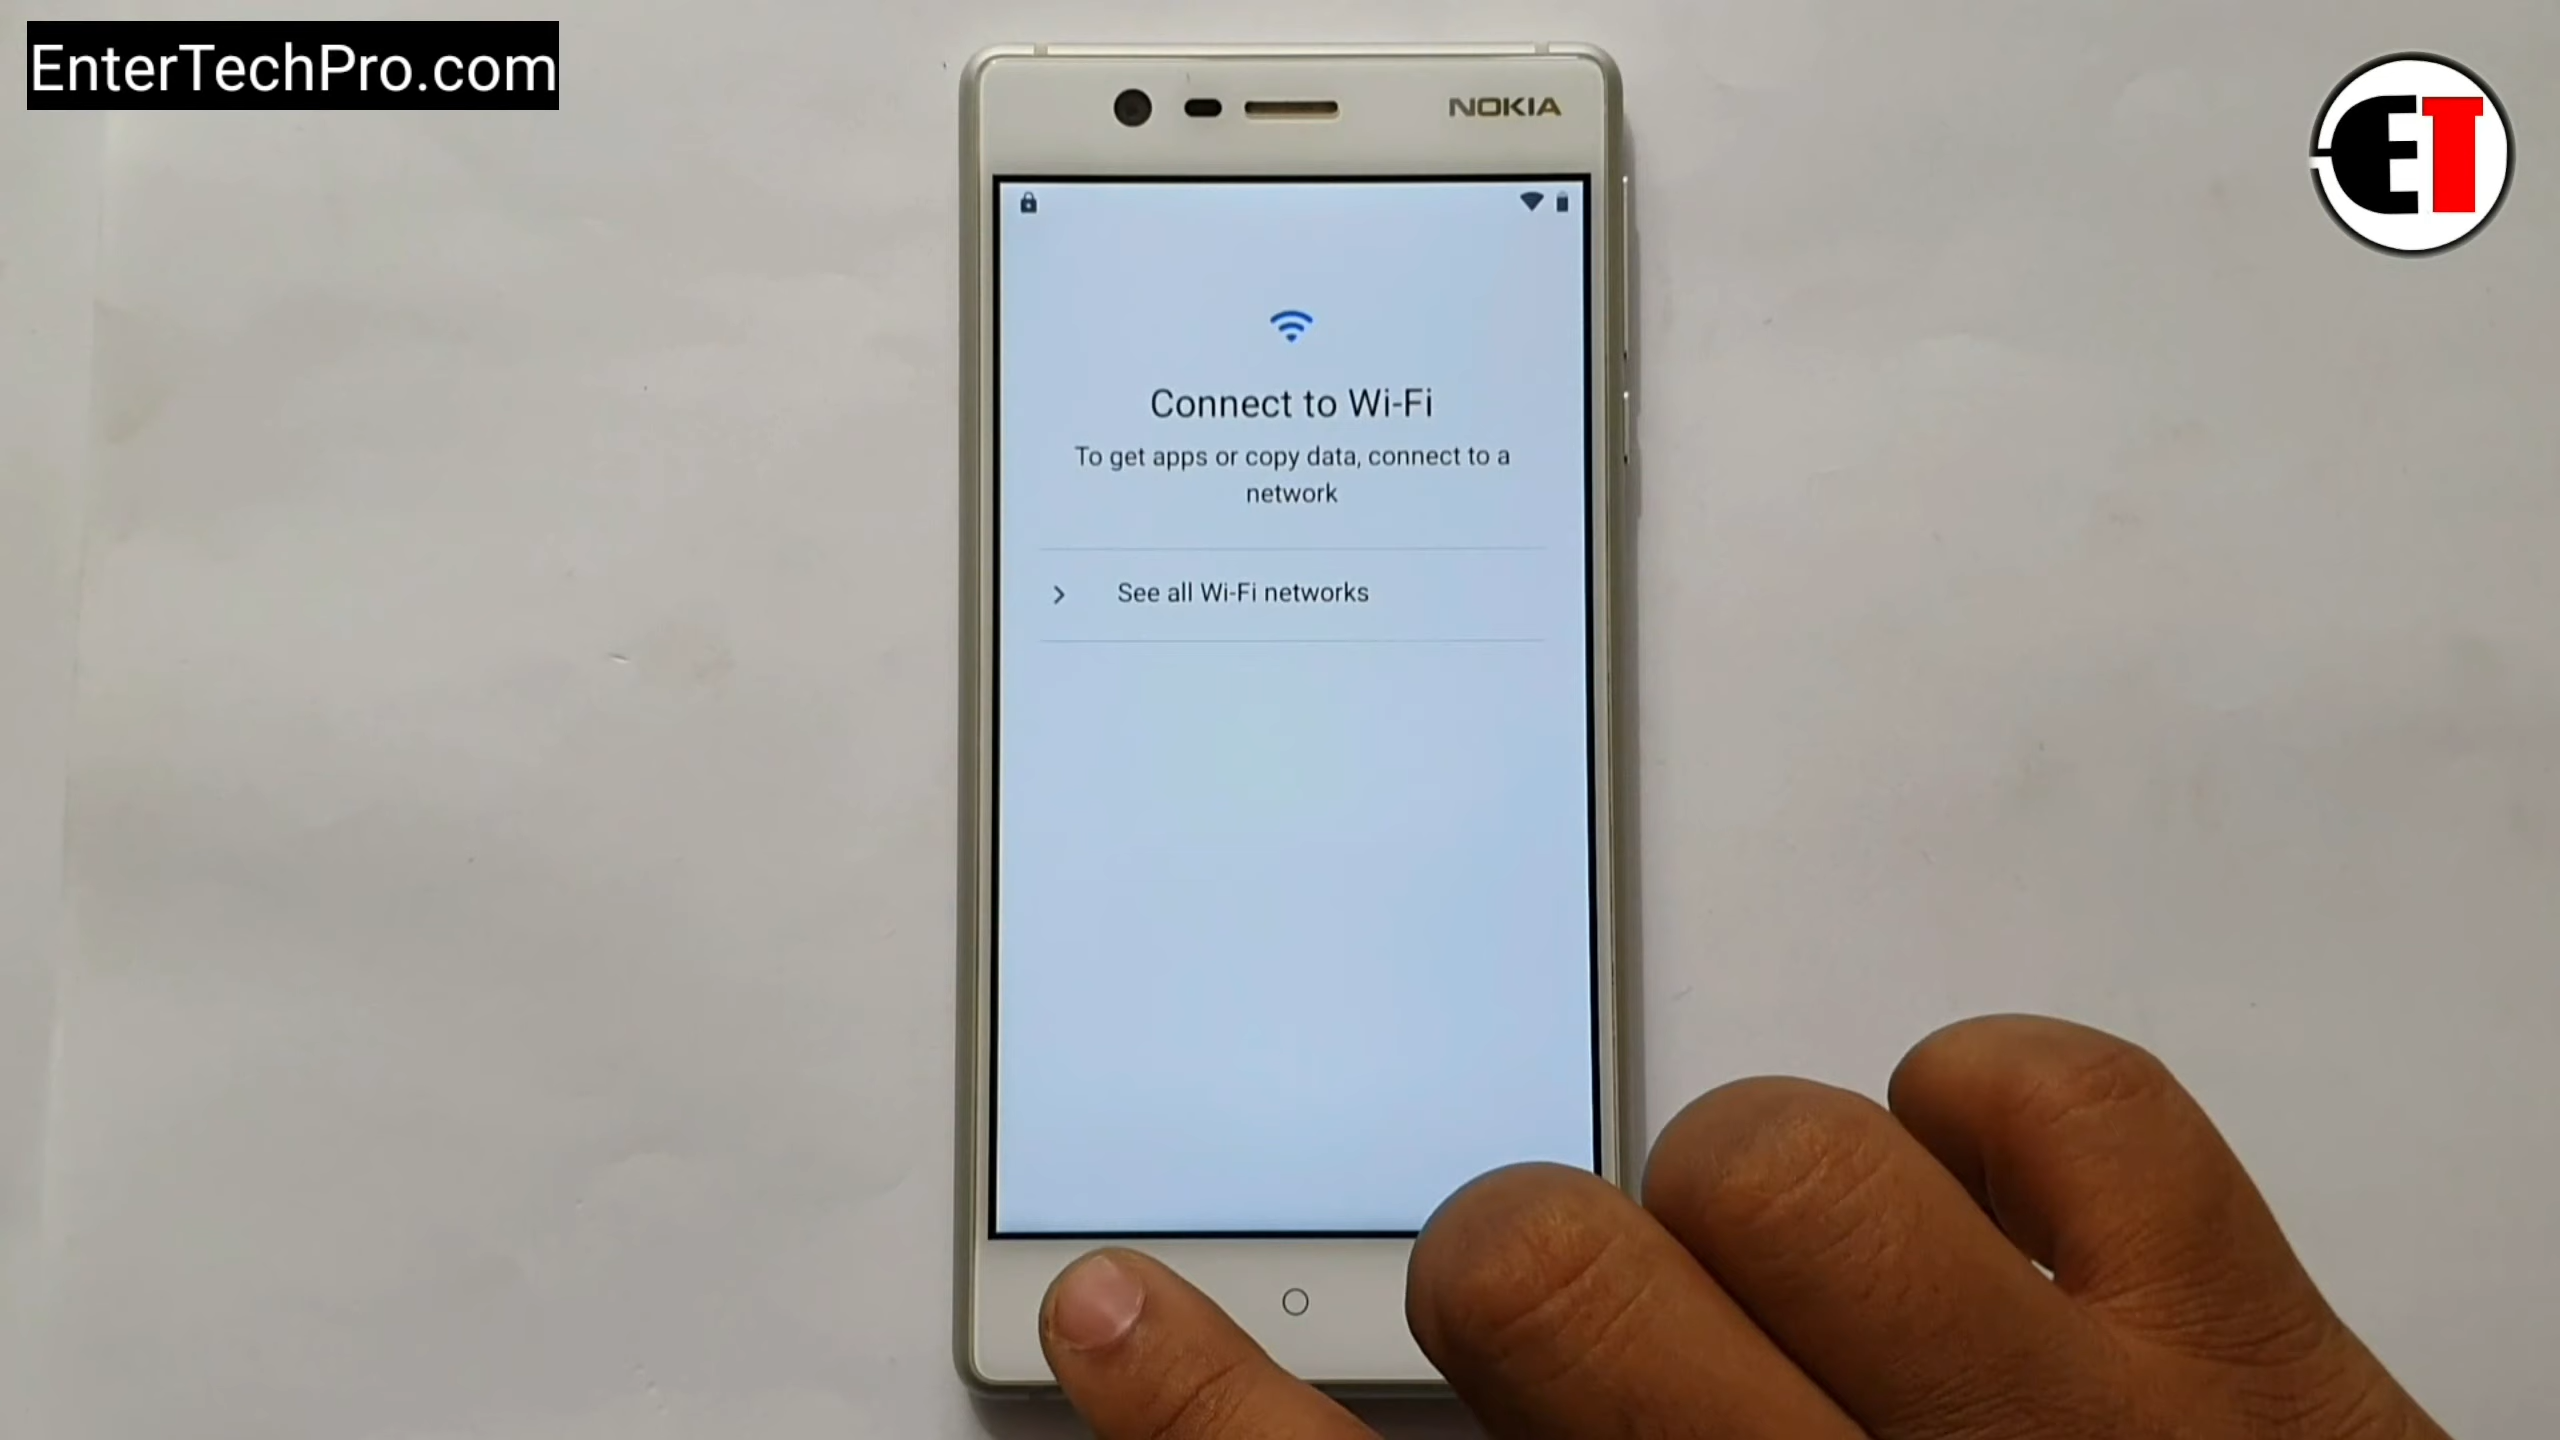 EnterTechPro.com
NOKIA
ET
Connect to Wi-Fi
To get apps or copy data, connect to a
network
See all Wi-Fi networks